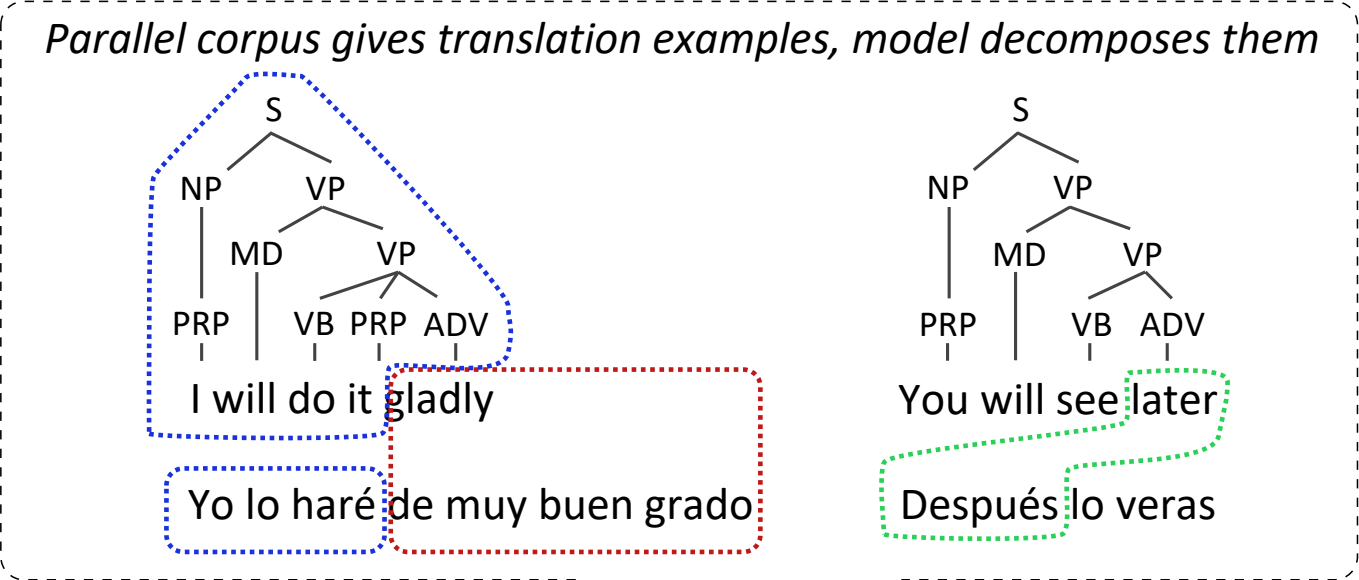 Parallel corpus gives translation examples, model decomposes them
S
NP VP
MD VP
PRP VB PRP ADV
I will do it gladly
Yo lo haré de muy buen grado
S
NP VP
MD VP
PRP VB ADV
You will see later
Después lo veras